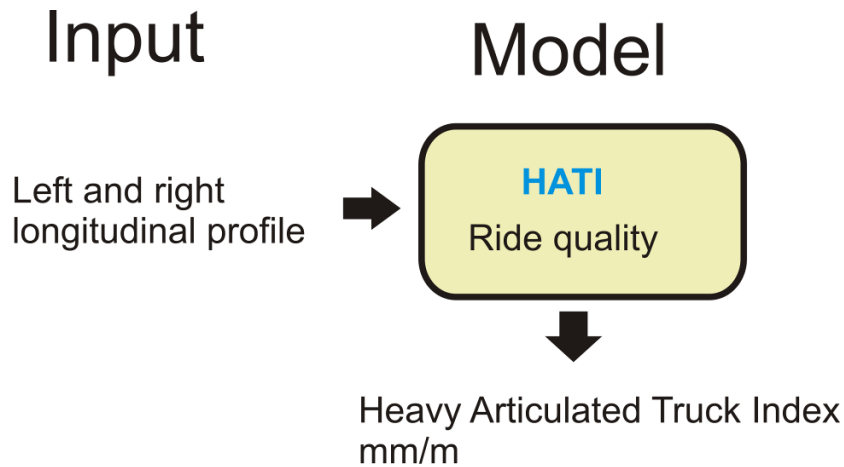 Input
Model
Left and right
longitudinal profile
HATI
Ride quality
Heavy Articulated Truck Index
mm/m